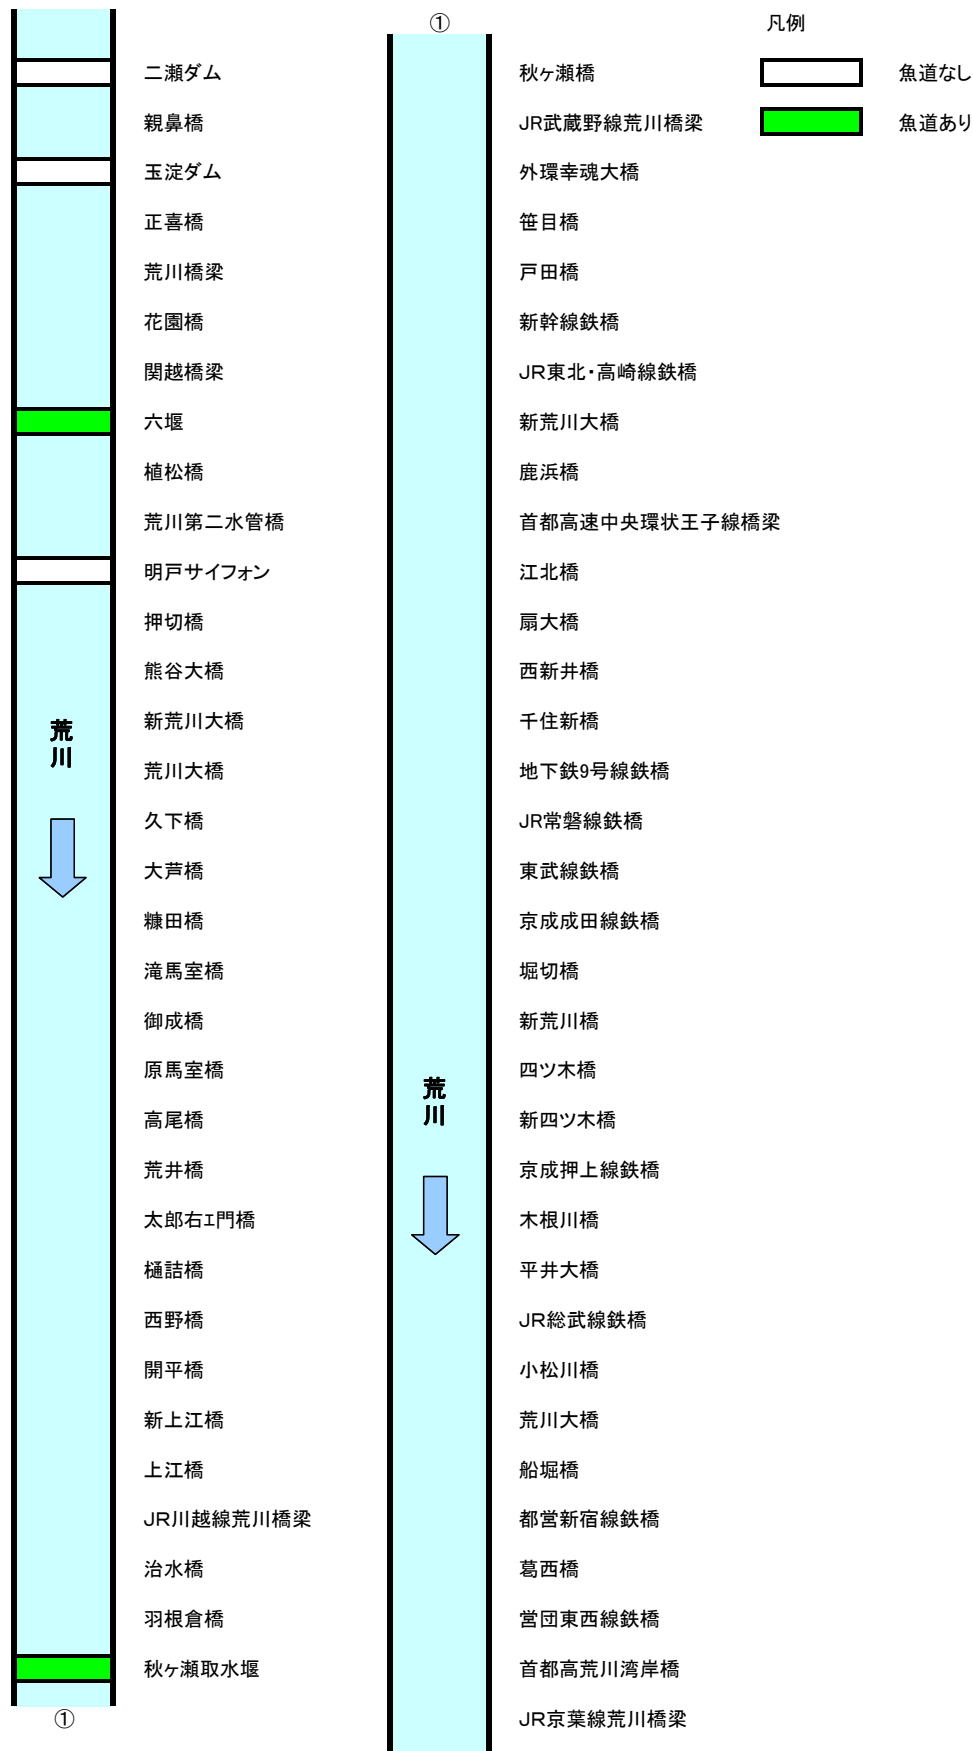 二瀬ダム
親鼻橋
玉淀ダム
正喜橋
荒川橋梁
花園橋
関越橋梁
六堰
植松橋
荒川第二水管橋
明戸サイフォン
押切橋
熊谷大橋
新荒川大橋
荒川大橋
久下橋
大芦橋
糠田橋
滝馬室橋
御成橋
原馬室橋
高尾橋
荒井橋
太郎右ェ門橋
樋詰橋
西野橋
開平橋
新上江橋
上江橋
JR川越線荒川橋梁
治水橋
羽根倉橋
秋ヶ瀬取水堰
荒
川
①
①
秋ヶ瀬橋
JR武蔵野線荒川橋梁
外環幸魂大橋
笹目橋
戸田橋
新幹線鉄橋
JR東北・高崎線鉄橋
新荒川大橋
鹿浜橋
首都高速中央環状王子線橋梁
江北橋
扇大橋
西新井橋
千住新橋
地下鉄9号線鉄橋
JR常磐線鉄橋
東武線鉄橋
京成成田線鉄橋
堀切橋
新荒川橋
四ツ木橋
新四ツ木橋
京成押上線鉄橋
木根川橋
平井大橋
JR総武線鉄橋
小松川橋
荒川大橋
船堀橋
都営新宿線鉄橋
葛西橋
営団東西線鉄橋
首都高荒川湾岸橋
JR京葉線荒川橋梁
荒
川
凡例
魚道なし
魚道あり